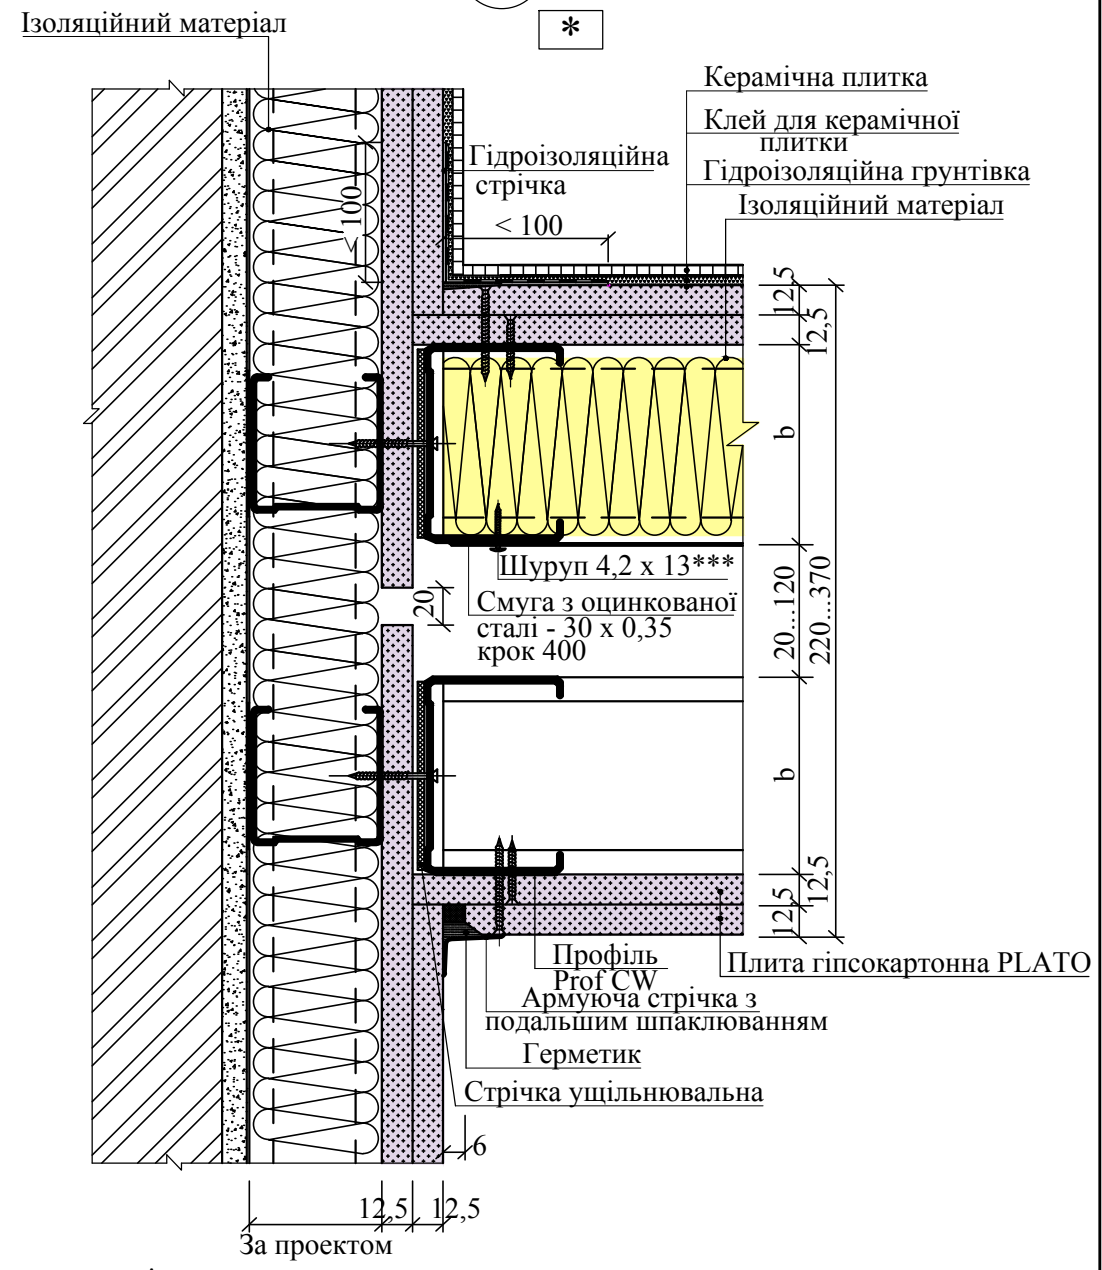 *
Ізоляційний матеріал
Керамічна плитка
Клей для керамічної
плитки
Гідроізоляційна грунтівка
Ізоляційний матеріал
Гідроізоляційна
стрічка
< 100
< 100
12,5
12,5
b
20...120
220...370
b
12,5
12,5
Шуруп 4,2 x 13***
20
Смуга з оцинкованої
сталі - 30 x 0,35
крок 400
Профіль
Prof CW
Плита гіпсокартонна PLATO
Армуюча стрічка з
подальшим шпаклюванням
Герметик
Стрічка ущільнювальна
6
12,5
12,5
За проектом